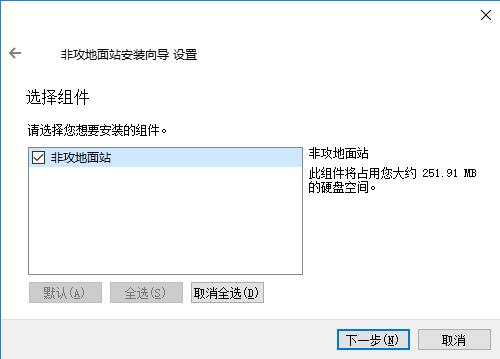 非攻地面站安装向导 设置
选择组件
请选择您想要安装的组件。
非攻地面站
非攻地面站
此组件将占用您大约 251.91 MB
的硬盘空间。
默认(A)
全选(S)
取消全选(D)
下一步(N)
取消